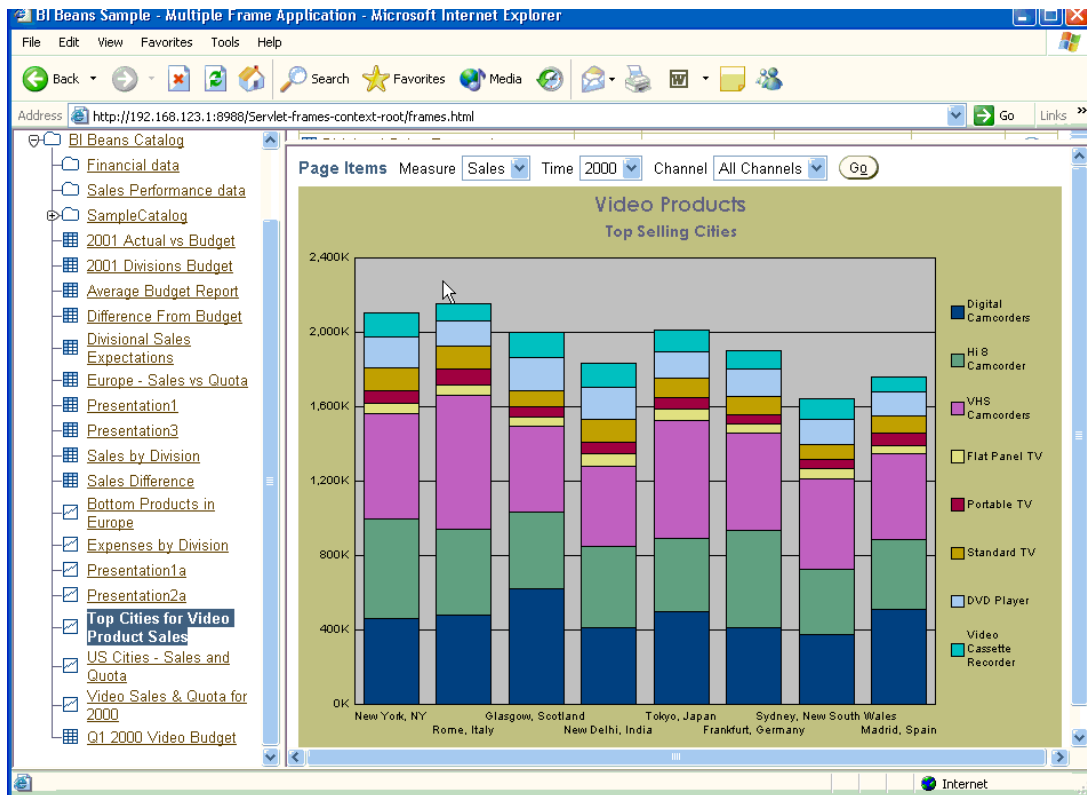 BI Beans Sample - Multiple Frame Application - Microsoft Internet Explorer
File Edit View Favorites Tools Help
Back Search Favorites Media W
Address http://192.168.123.1:8988/Servlet-frames-context-root/frames.html Go Links »
BI Beans Catalog
Financial data
Sales Performance data
SampleCatalog
2001 Actual vs Budget
2001 Divisions Budget
Average Budget Report
Difference From Budget
Divisional Sales
Expectations
Europe - Sales vs Quota
Presentation1
Presentation3
Sales by Division
Sales Difference
Bottom Products in
Europe
Expenses by Division
Presentation1a
Presentation2a
Top Cities for Video
Product Sales
US Cities - Sales and
Quota
Video Sales & Quota for
2000
Q1 2000 Video Budget
Page Items Measure Sales Time 2000 Channel All Channels Go
Video Products
Top Selling Cities
2,400K
2,000K
1,600K
1,200K
800K
400K
0K
New York, NY
Rome, Italy
Glasgow, Scotland
New Delhi, India
Tokyo, Japan
Frankfurt, Germany
Sydney, New South Wales
Madrid, Spain
Digital
Camcorders
Hi 8
Camcorder
VHS
Camcorders
Flat Panel TV
Portable TV
Standard TV
DVD Player
Video
Cassette
Recorder
Internet